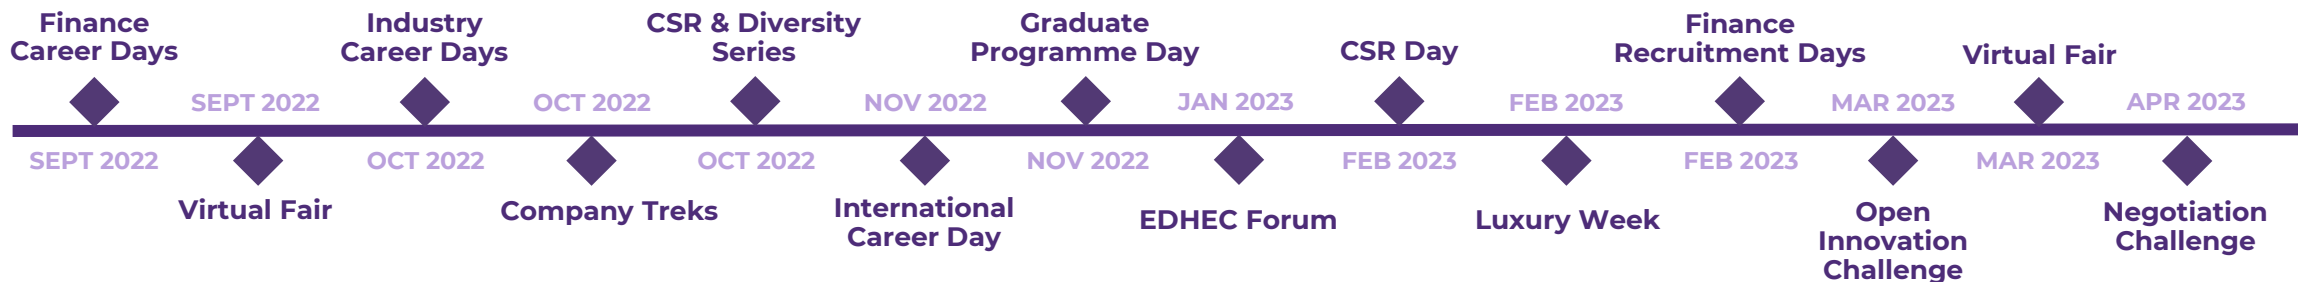 Finance
Career Days
SEPT 2022
SEPT 2022
Virtual Fair
Industry
Career Days
OCT 2022
OCT 2022
Company Treks
CSR & Diversity
Series
OCT 2022
NOV 2022
International
Career Day
Graduate
Programme Day
NOV 2022
JAN 2023
EDHEC Forum
CSR Day
FEB 2023
FEB 2023
Luxury Week
Finance
Recruitment Days
FEB 2023
MAR 2023
Open
Innovation
Challenge
Virtual Fair
MAR 2023
APR 2023
Negotiation
Challenge